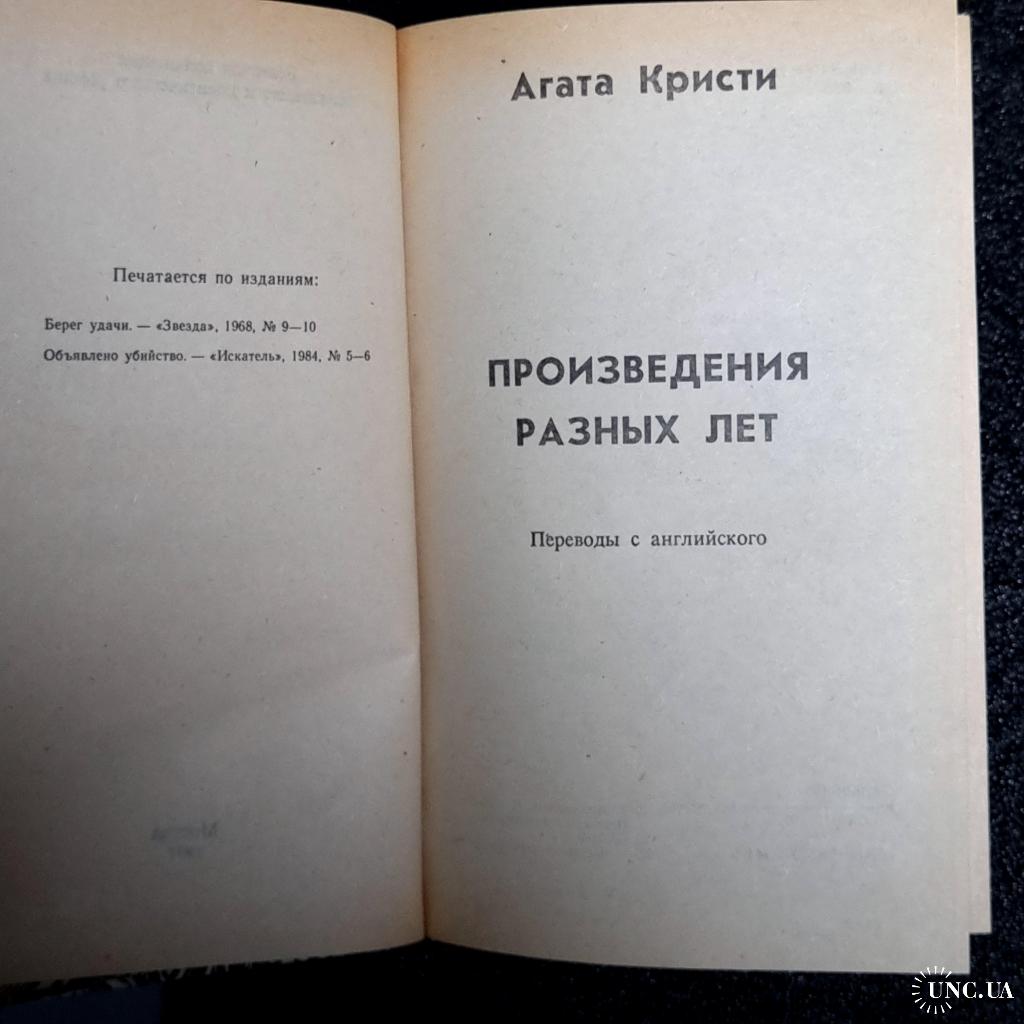 Печатается по изданиям:
Берег удачи. — «Звезда», 1968, № 9—10
Объявлено убийство. — «Искатель», 1984, № 5—6
Агата Кристи
ПРОИЗВЕДЕНИЯ
РАЗНЫХ ЛЕТ
Переводы с английского
UNC.UA